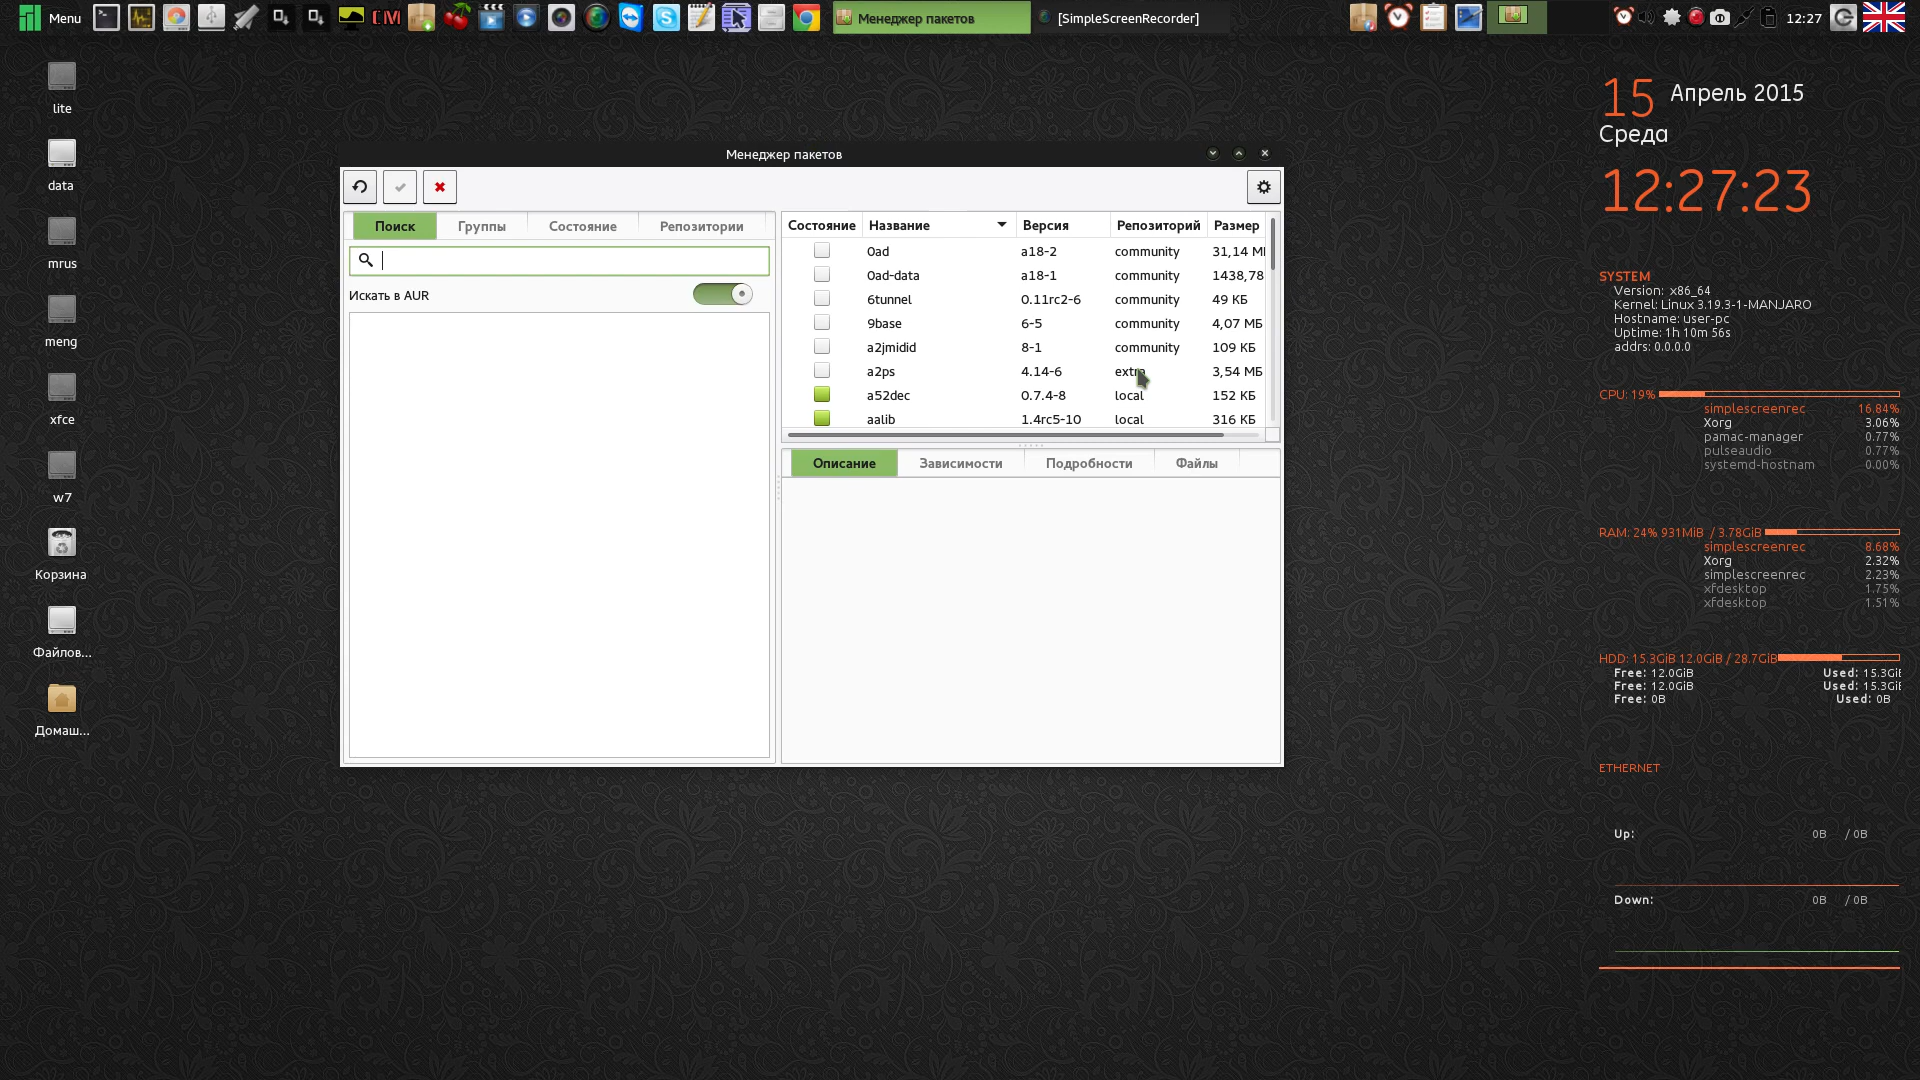 Menu
Менеджер пакетов
[SimpleScreenRecorder]
12:27
lite
data
mrus
meng
xfce
w7
Корзина
Файлов...
Домаш...
Менеджер пакетов
Поиск Группы Состояние Репозитории
Искать в AUR
Состояние Название Версия Репозиторий Размер
0ad a18-2 community 31,14 М
0ad-data a18-1 community 1438,78
6tunnel 0.11rc2-6 community 49 КБ
9base 6-5 community 4,07 МБ
a2jmidid 8-1 community 109 КБ
a2ps 4.14-6 extra 3,54 МБ
a52dec 0.7.4-8 local 152 КБ
aalib 1.4rc5-10 local 316 КБ
Описание Зависимости Подробности Файлы
15 Апрель 2015
Среда
12:27:23
SYSTEM
Version: x86_64
Kernel: Linux 3.19.3-1-MANJARO
Hostname: user-pc
Uptime: 1h 10m 56s
addrs: 0.0.0.0
CPU: 19%
simplescreenrec 16.84%
Xorg 3.06%
pamac-manager 0.77%
pulseaudio 0.77%
systemd-hostnam 0.00%
RAM: 24% 931MiB / 3.78GiB
simplescreenrec 8.68%
Xorg 2.32%
simplescreenrec 2.23%
xfdesktop 1.75%
xfdesktop 1.51%
HDD: 15.3GiB 12.0GiB / 28.7GiB
Free: 12.0GiB Used: 15.3GiB
Free: 12.0GiB Used: 15.3GiB
Free: 0B Used: 0B
ETHERNET
Up: 0B / 0B
Down: 0B / 0B